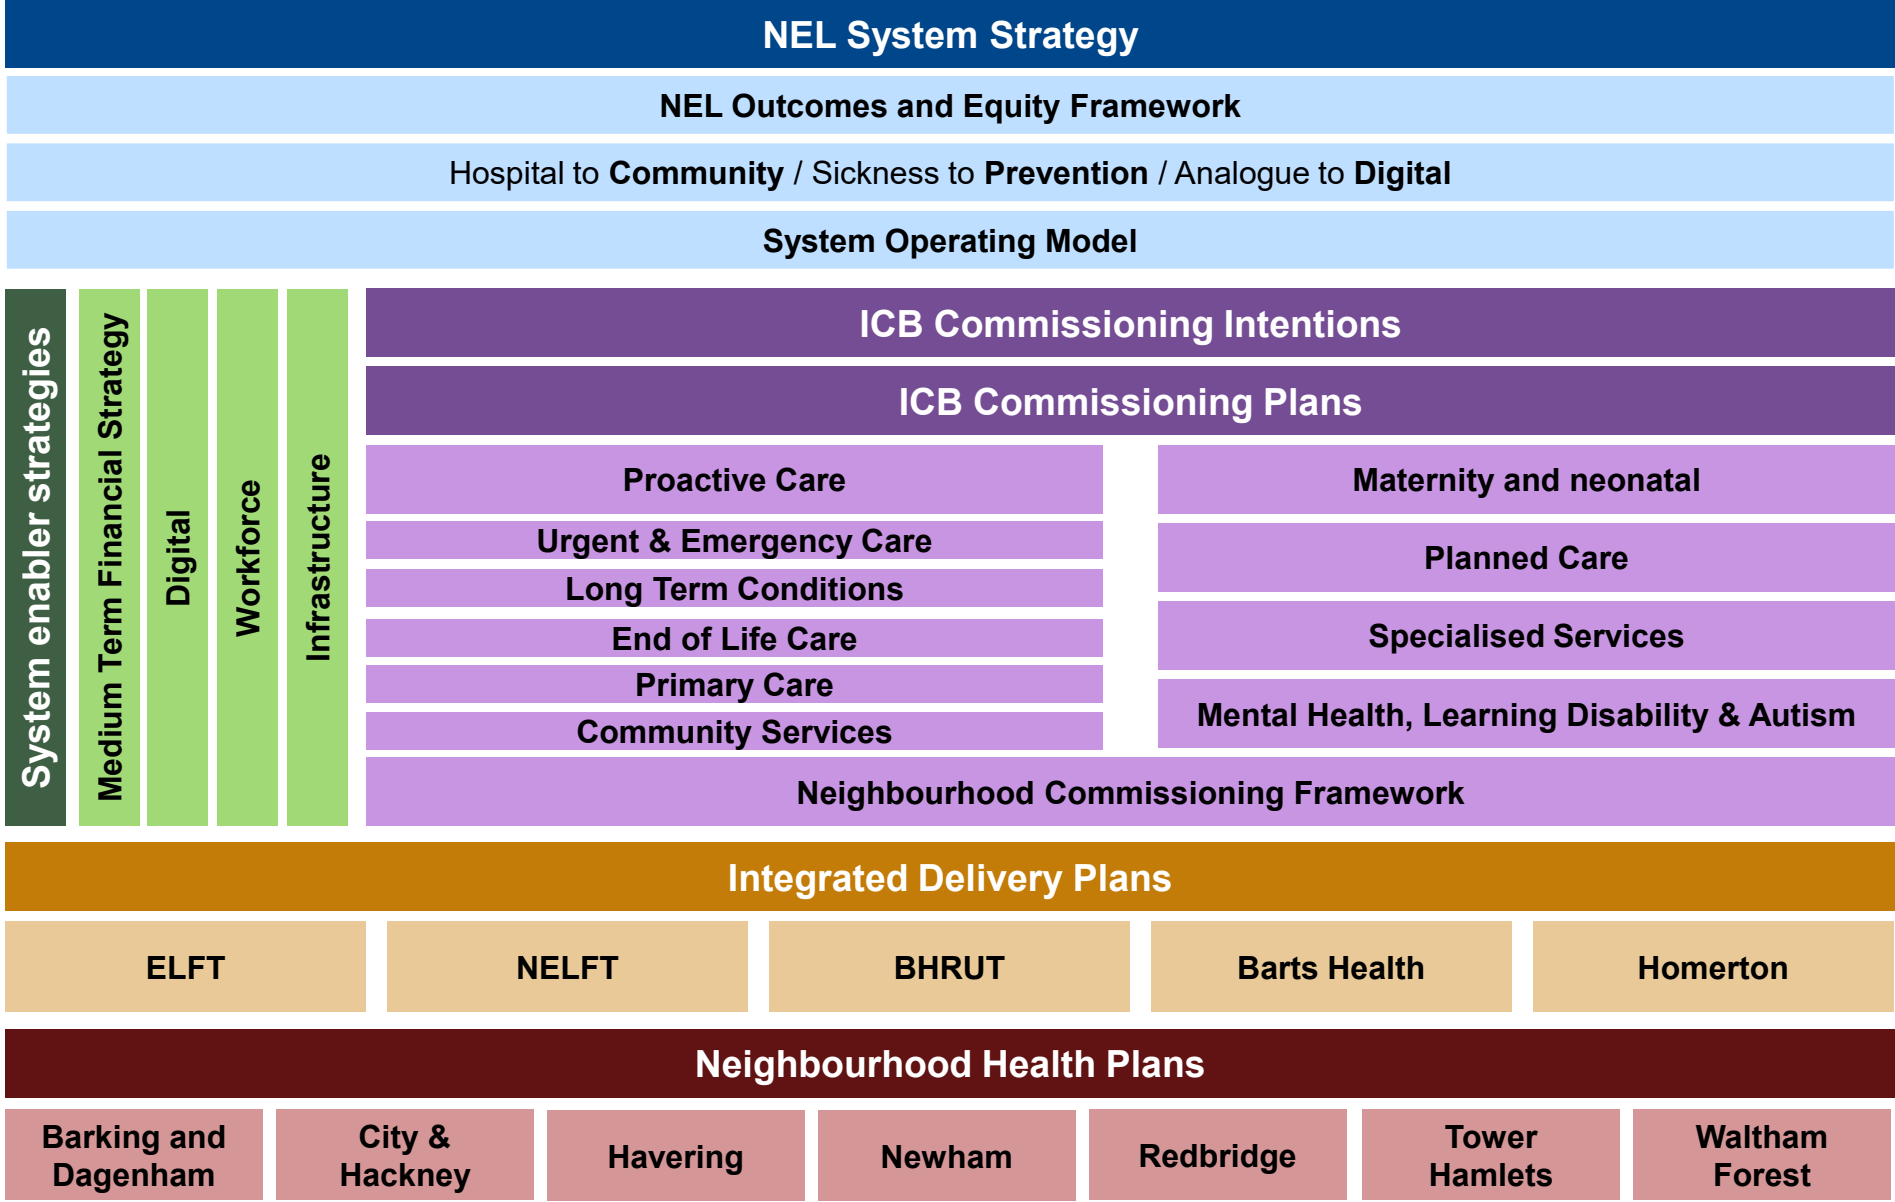 NEL System Strategy
NEL Outcomes and Equity Framework
Hospital to Community / Sickness to Prevention / Analogue to Digital
System Operating Model
System enabler strategies
Medium Term Financial Strategy
Digital
Workforce
Infrastructure
ICB Commissioning Intentions
ICB Commissioning Plans
Proactive Care
Urgent & Emergency Care
Long Term Conditions
End of Life Care
Primary Care
Community Services
Maternity and neonatal
Planned Care
Specialised Services
Mental Health, Learning Disability & Autism
Neighbourhood Commissioning Framework
Integrated Delivery Plans
ELFT
NELFT
BHRUT
Barts Health
Homerton
Neighbourhood Health Plans
Barking and
Dagenham
City &
Hackney
Havering
Newham
Redbridge
Tower
Hamlets
Waltham
Forest